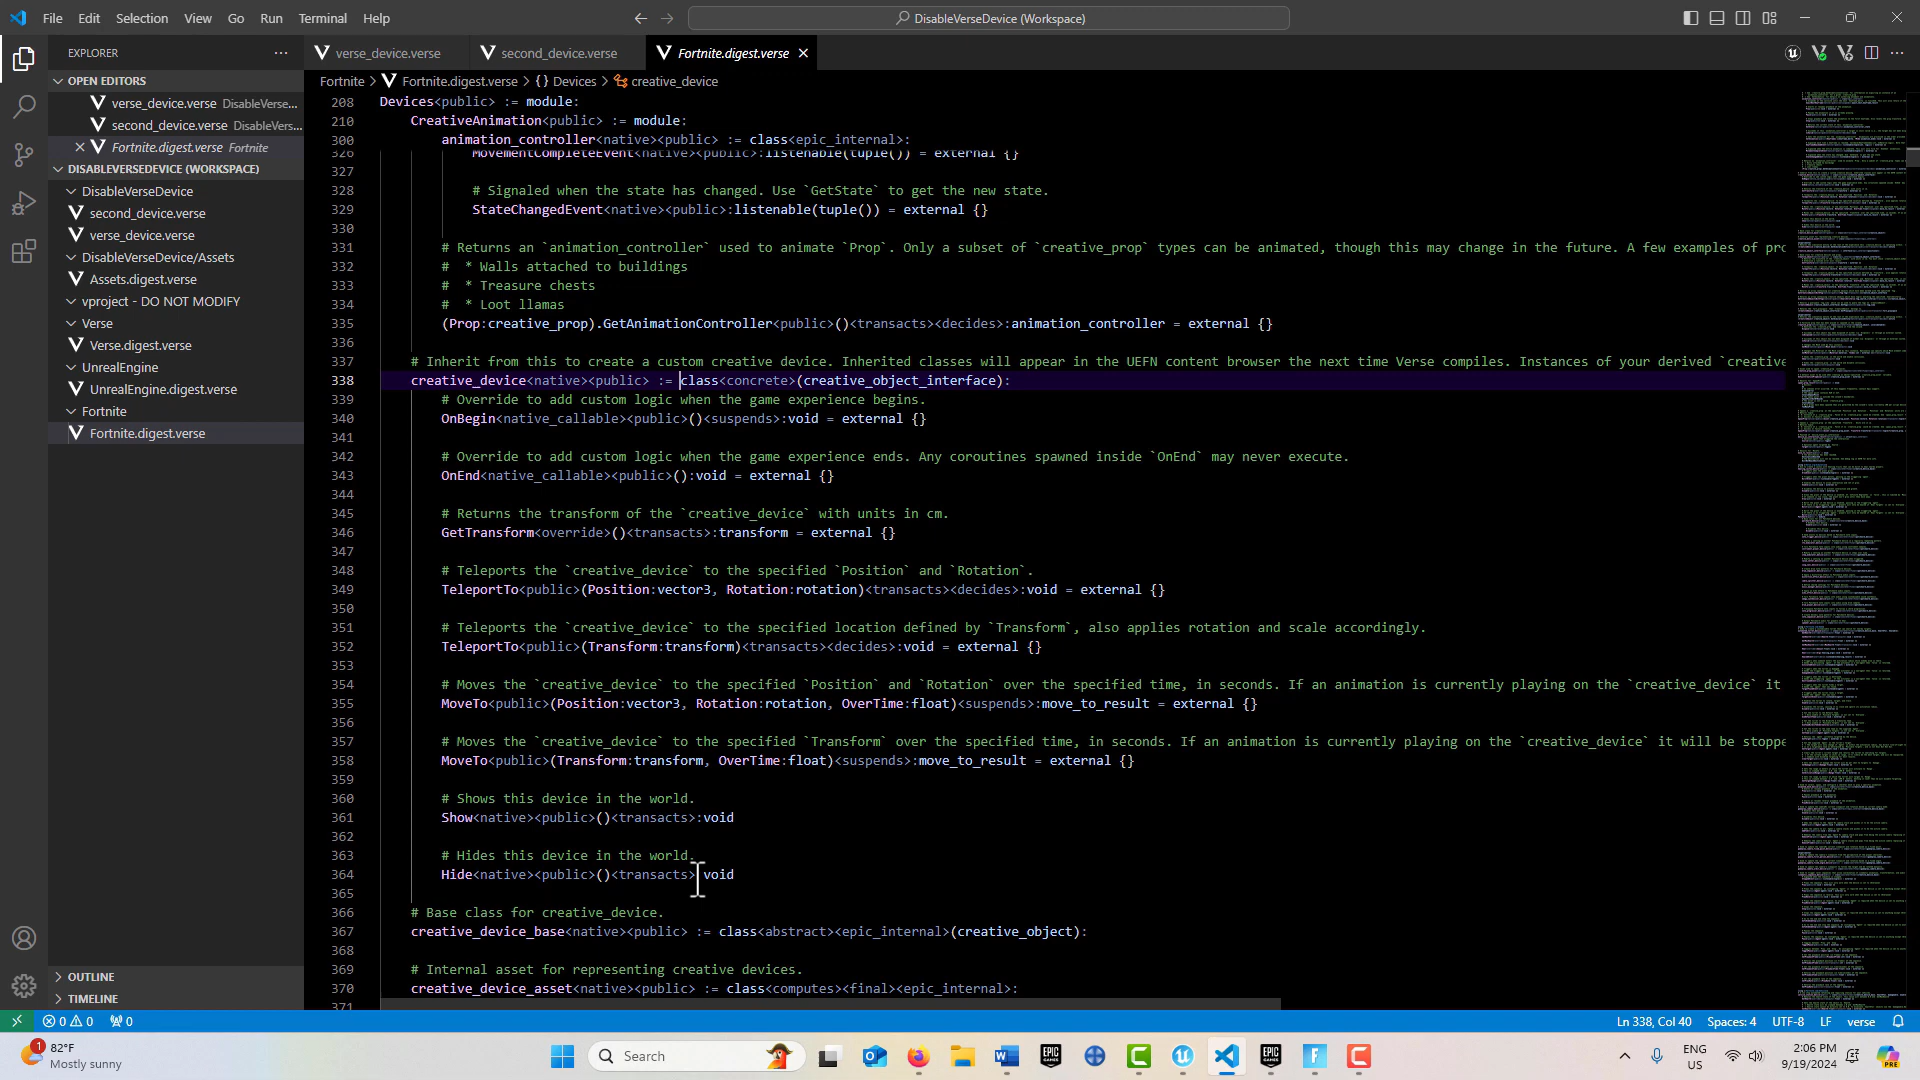 File Edit Selection View Go Run Terminal Help
DisableVerseDevice (Workspace)
EXPLORER
verse_device.verse
second_device.verse
Fortnite.digest.verse
OPEN EDITORS
verse_device.verse DisableVerse...
second_device.verse DisableVers...
Fortnite.digest.verse Fortnite
DISABLEVERSEDEVICE (WORKSPACE)
DisableVerseDevice
second_device.verse
verse_device.verse
DisableVerseDevice/Assets
Assets.digest.verse
vproject - DO NOT MODIFY
Verse
Verse.digest.verse
UnrealEngine
UnrealEngine.digest.verse
Fortnite
Fortnite.digest.verse
OUTLINE
TIMELINE
Fortnite > Fortnite.digest.verse > {} Devices > creative_device
208 Devices<public> := module:
210 CreativeAnimation<public> := module:
300 animation_controller<native><public> := class<epic_internal>:
326 MovementCompleteEvent<native><public>:listenable(tuple()) = external {}
327
328 # Signaled when the state has changed. Use `GetState` to get the new state.
329 StateChangedEvent<native><public>:listenable(tuple()) = external {}
330
331 # Returns an `animation_controller` used to animate `Prop`. Only a subset of `creative_prop` types can be animated, though this may change in the future. A few examples of pro
332 # * Walls attached to buildings
333 # * Treasure chests
334 # * Loot llamas
335 (Prop:creative_prop).GetAnimationController<public>()<transacts><decides>:animation_controller = external {}
336
337 # Inherit from this to create a custom creative device. Inherited classes will appear in the UEFN content browser the next time Verse compiles. Instances of your derived `creative
338 creative_device<native><public> := class<concrete>(creative_object_interface):
339 # Override to add custom logic when the game experience begins.
340 OnBegin<native_callable><public>()<suspends>:void = external {}
341
342 # Override to add custom logic when the game experience ends. Any coroutines spawned inside `OnEnd` may never execute.
343 OnEnd<native_callable><public>():void = external {}
344
345 # Returns the transform of the `creative_device` with units in cm.
346 GetTransform<override>()<transacts>:transform = external {}
347
348 # Teleports the `creative_device` to the specified `Position` and `Rotation`.
349 TeleportTo<public>(Position:vector3, Rotation:rotation)<transacts><decides>:void = external {}
350
351 # Teleports the `creative_device` to the specified location defined by `Transform`, also applies rotation and scale accordingly.
352 TeleportTo<public>(Transform:transform)<transacts><decides>:void = external {}
353
354 # Moves the `creative_device` to the specified `Position` and `Rotation` over the specified time, in seconds. If an animation is currently playing on the `creative_device` it
355 MoveTo<public>(Position:vector3, Rotation:rotation, OverTime:float)<suspends>:move_to_result = external {}
356
357 # Moves the `creative_device` to the specified `Transform` over the specified time, in seconds. If an animation is currently playing on the `creative_device` it will be stoppe
358 MoveTo<public>(Transform:transform, OverTime:float)<suspends>:move_to_result = external {}
359
360 # Shows this device in the world.
361 Show<native><public>()<transacts>:void
362
363 # Hides this device in the world.
364 Hide<native><public>()<transacts> void
365
366 # Base class for creative_device.
367 creative_device_base<native><public> := class<abstract><epic_internal>(creative_object):
368
369 # Internal asset for representing creative devices.
370 creative_device_asset<native><public> := class<computes><final><epic_internal>:
371
0 0 0 Ln 338, Col 40 Spaces: 4 UTF-8 LF verse
1 82°F
Mostly sunny
Search
EPIC GAMES
EPIC GAMES
ENG
US
2:06 PM
9/19/2024
PRE